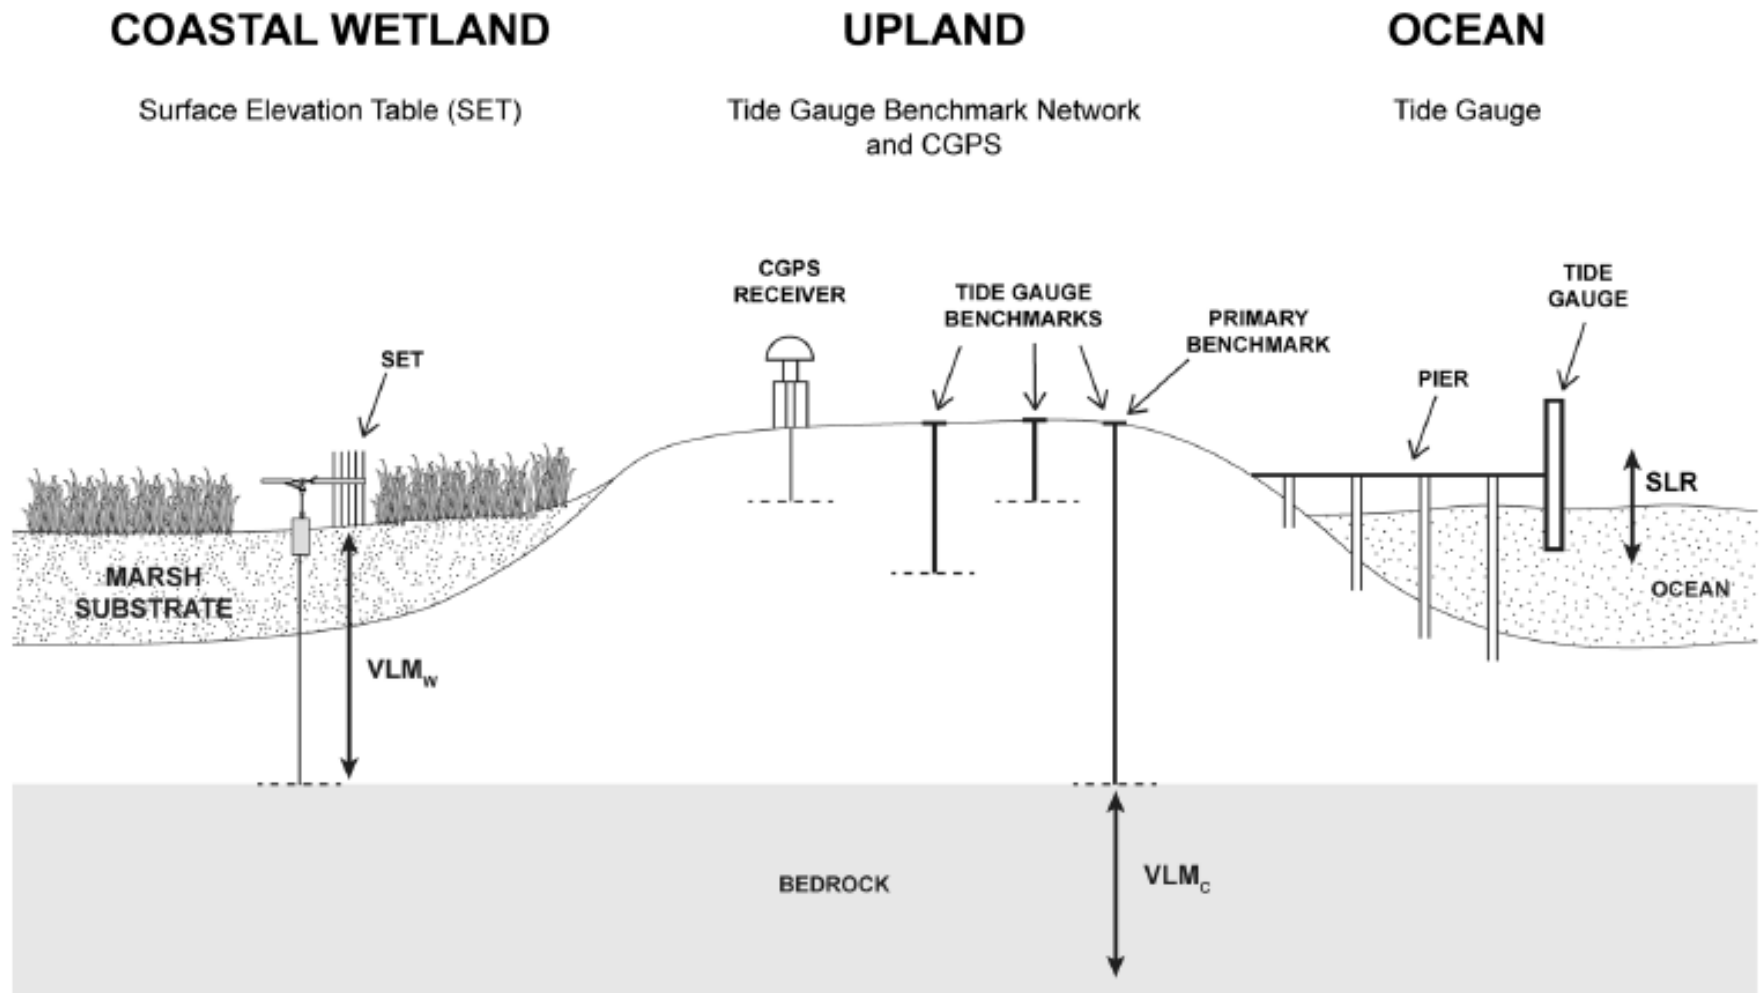 COASTAL WETLAND
Surface Elevation Table (SET)
UPLAND
Tide Gauge Benchmark Network
and CGPS
OCEAN
Tide Gauge
SET
CGPS
RECEIVER
TIDE GAUGE
BENCHMARKS
PRIMARY
BENCHMARK
PIER
TIDE
GAUGE
SLR
MARSH
SUBSTRATE
OCEAN
VLMw
BEDROCK
VLMc